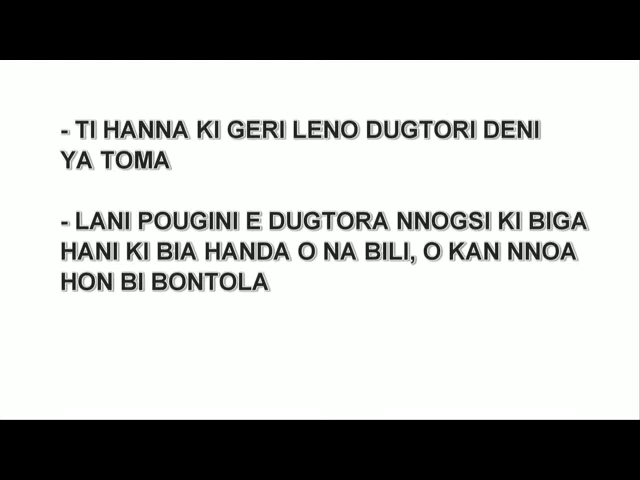 - TI HANNA KI GERI LENO DUGTORI DENI
YA TOMA
- LANI POUGINI E DUGTORA NNOGSI KI BIGA
HANI KI BIA HANDA O NA BILI, O KAN NNOA
HON BI BONTOLA